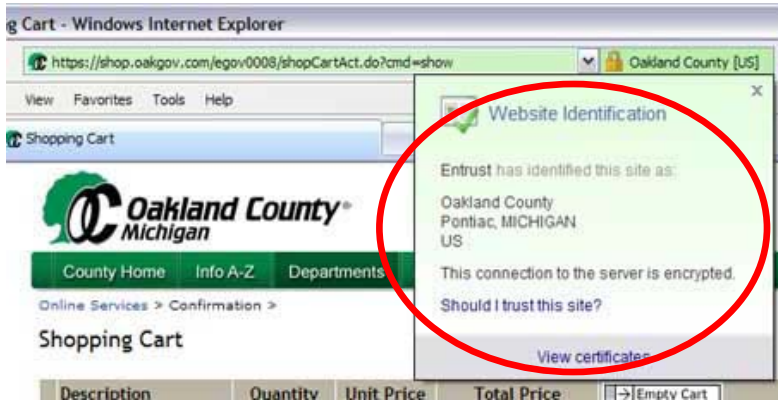 g Cart - Windows Internet Explorer
https://shop.oakgov.com/egov0008/shopCartAct.do?cmd=show
Oakland County [US]
View Favorites Tools Help
Shopping Cart
Website Identification
Entrust has identified this site as:
Oakland County
Pontiac, MICHIGAN
US
This connection to the server is encrypted.
Should I trust this site?
View certificates
Oakland County
Michigan
County Home Info A-Z Departments
Online Services > Confirmation >
Shopping Cart
Description Quantity Unit Price Total Price Empty Cart